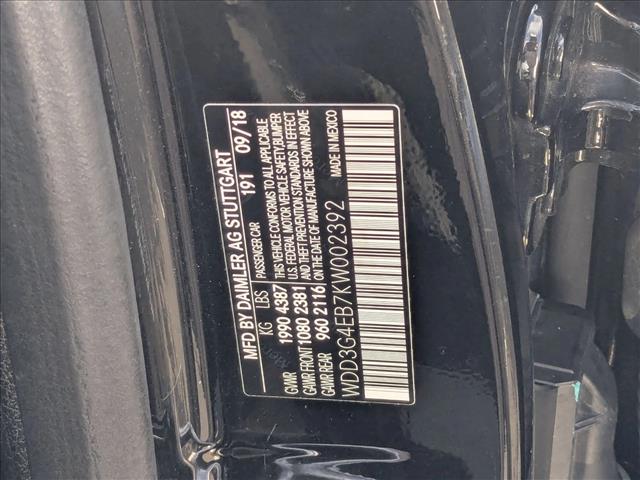 MFD BY DAIMLER AG STUTTGART
191 09/18
KG LBS PASSENGER CAR
GVWR 1990 4387 THIS VEHICLE CONFORMS TO ALL APPLICABLE
GAWR FRONT 1080 2381 U.S. FEDERAL MOTOR VEHICLE SAFETY,BUMPER
GAWR REAR 960 2116 AND THEFT PREVENTION STANDARDS IN EFFECT
ON THE DATE OF MANUFACTURE SHOWN ABOVE
MADE IN MEXICO
WDD3G4EB7KW002392